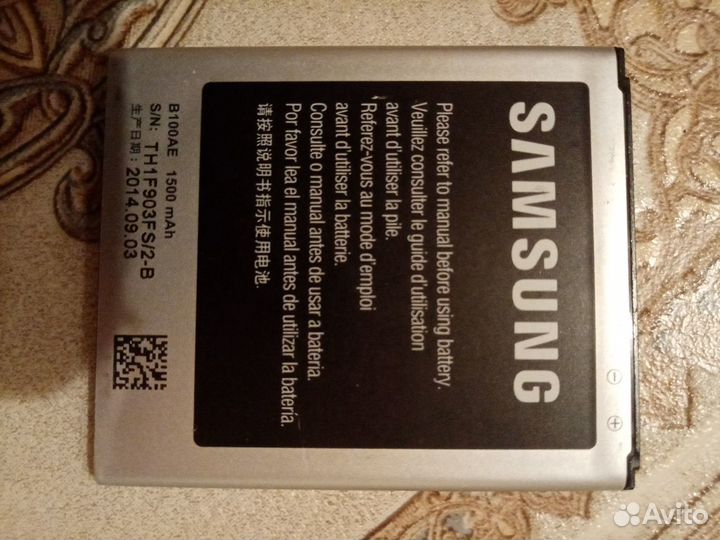 SAMSUNG
Please refer to manual before using battery.
Veuillez consulter le guide d'utilisation
avant d'utiliser la pile.
Referez-vous au mode d'emploi
avant d'utiliser la batterie.
Consulte o manual antes de usar a bateria.
Por favor lea el manual antes de utilizar la batería.
请按照说明书指示使用电池.
B100AE 1500 mAh
S/N: TH1F903FS/2-B
生产日期: 2014.09.03
Avito